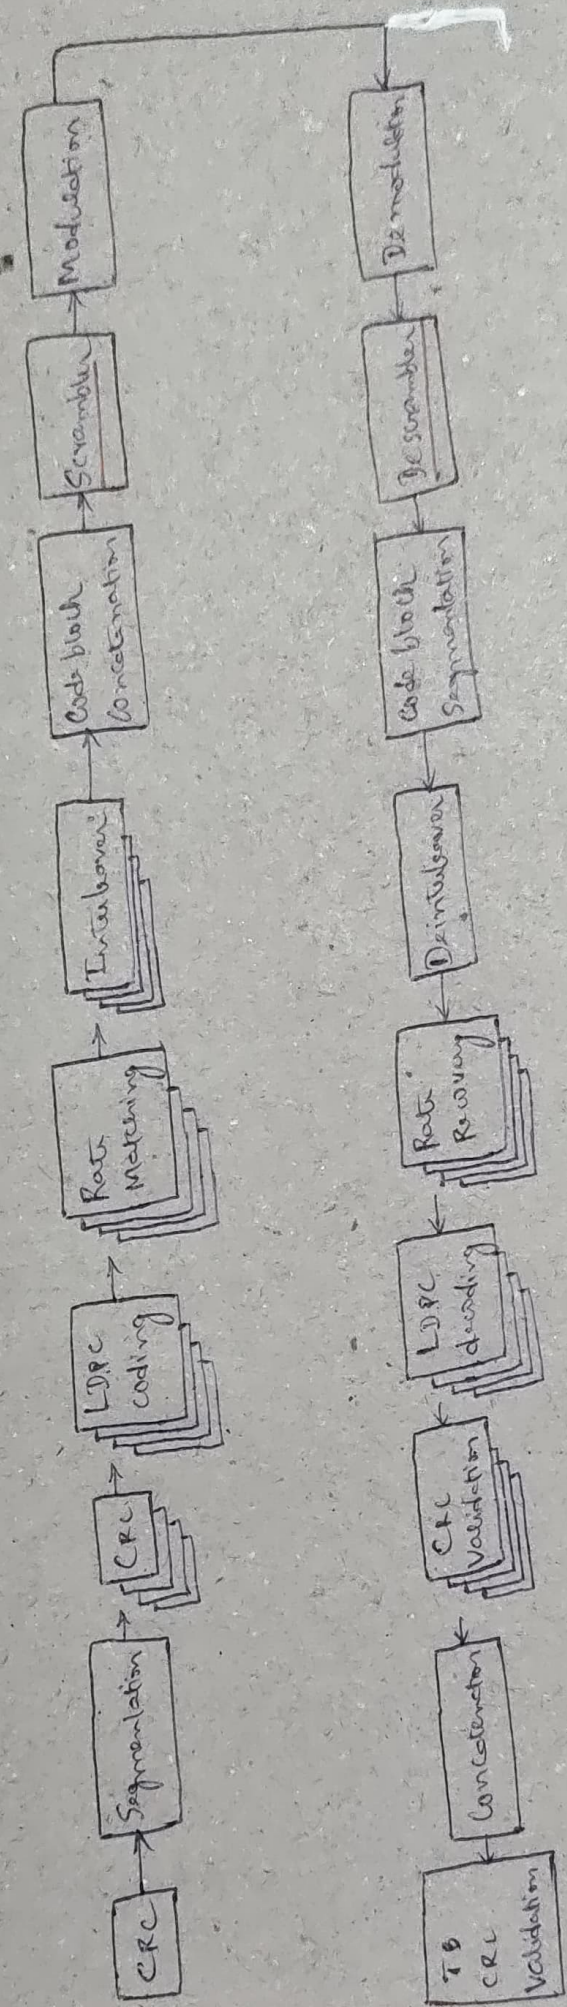 CRC
Segmentation
CRC
LDPC
coding
Rate
Matching
Interleaver
Code block
Concatenation
Scrambler
Modulation
Demodulation
Descrambler
Code block
Segmentation
Deinterleaver
Rate
Recovery
LDPC
decoding
CRC
Validation
Concatenation
TB
CRC
Validation